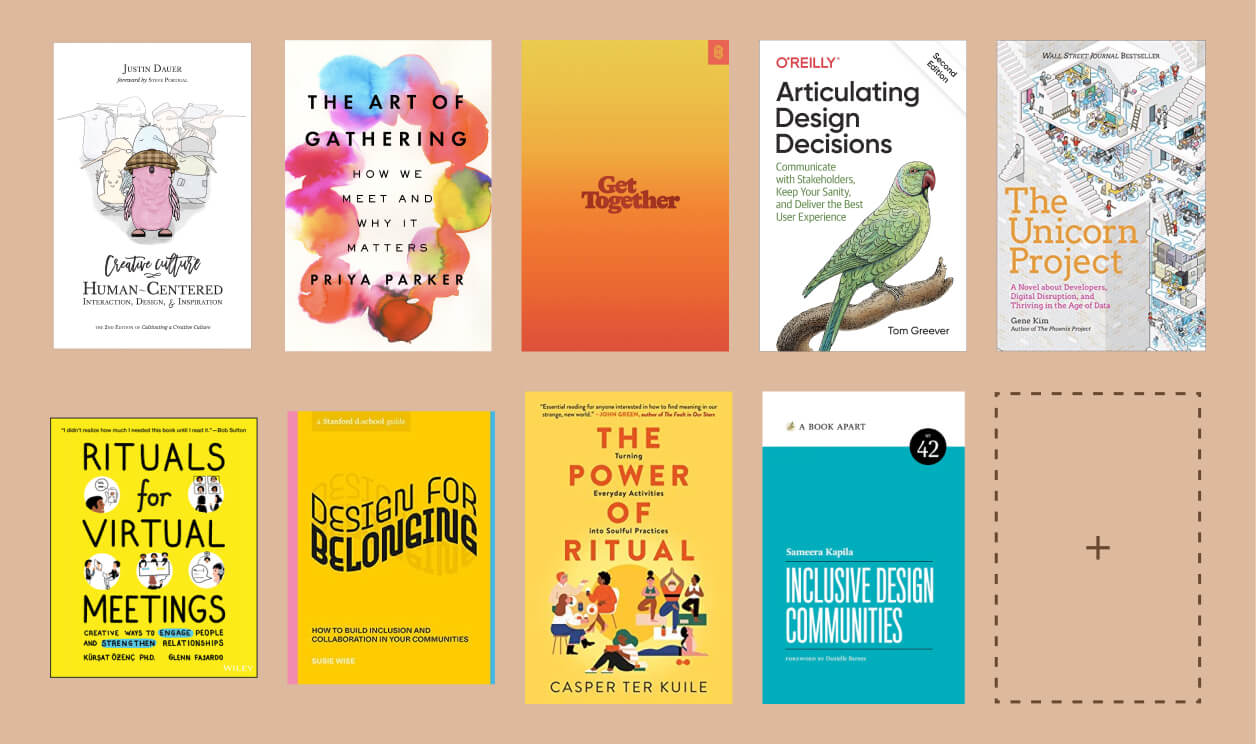 JUSTIN DAUER
foreword by STEVE PORTIGAL
Creative culture
HUMAN-CENTERED
INTERACTION, DESIGN, & INSPIRATION
THE 2ND EDITION OF Cultivating a Creative Culture
THE ART OF
GATHERING
HOW WE
MEET AND
WHY IT
MATTERS
PRIYA PARKER
Get
Together
O'REILLY®
Second
Edition
Articulating
Design
Decisions
Communicate
with Stakeholders,
Keep Your Sanity,
and Deliver the Best
User Experience
Tom Greever
WALL STREET JOURNAL BESTSELLER
The
Unicorn
Project
A Novel about Developers,
Digital Disruption, and
Thriving in the Age of Data
Gene Kim
Author of The Phoenix Project
"I didn't realize how much I needed this book until I read it."—Bob Sutton
RITUALS
for
VIRTUAL
MEETINGS
CREATIVE WAYS TO ENGAGE PEOPLE
AND STRENGTHEN RELATIONSHIPS
KÜRŞAT ÖZENÇ PH.D. GLENN FAJARDO
WILEY
a Stanford d.school guide
DESIGN FOR
BELONGING
HOW TO BUILD INCLUSION AND
COLLABORATION IN YOUR COMMUNITIES
SUSIE WISE
"Essential reading for anyone interested in how to find meaning in our
strange, new world." —JOHN GREEN, author of The Fault in Our Stars
THE
Turning
POWER
Everyday Activities
OF
into Soulful Practices
RITUAL
CASPER TER KUILE
A BOOK APART
Nº
42
Sameera Kapila
INCLUSIVE DESIGN
COMMUNITIES
FOREWORD BY Danielle Barnes
+